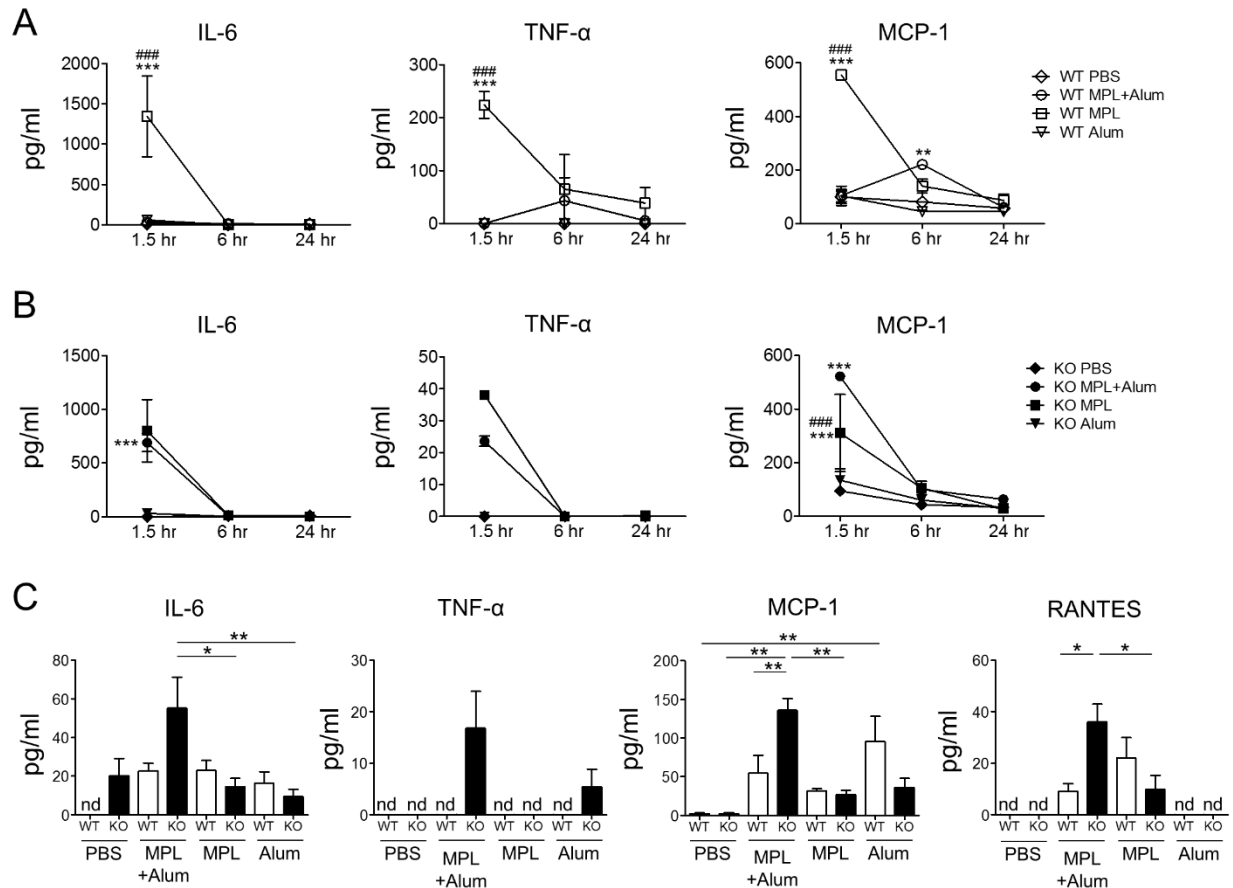 A
IL-6
TNF-α
MCP-1
pg/ml
2000
1500
1000
500
0
###
***
1.5 hr
6 hr
24 hr
pg/ml
300
200
100
0
###
***
1.5 hr
6 hr
24 hr
pg/ml
600
400
200
0
###
***
**
1.5 hr
6 hr
24 hr
WT PBS
WT MPL+Alum
WT MPL
WT Alum
B
IL-6
TNF-α
MCP-1
pg/ml
1500
1000
500
0
***
1.5 hr
6 hr
24 hr
pg/ml
50
40
30
20
10
0
1.5 hr
6 hr
24 hr
pg/ml
600
400
200
0
***
###
***
1.5 hr
6 hr
24 hr
KO PBS
KO MPL+Alum
KO MPL
KO Alum
C
IL-6
TNF-α
MCP-1
RANTES
pg/ml
80
60
40
20
0
**
*
nd
WT KO WT KO WT KO WT KO
PBS MPL MPL Alum
+Alum
pg/ml
30
20
10
0
nd nd nd nd nd nd
WT KO WT KO WT KO WT KO
PBS MPL MPL Alum
+Alum
pg/ml
200
150
100
50
0
**
** **
**
WT KO WT KO WT KO WT KO
PBS MPL MPL Alum
+Alum
pg/ml
60
40
20
0
* *
nd nd nd nd
WT KO WT KO WT KO WT KO
PBS MPL MPL Alum
+Alum